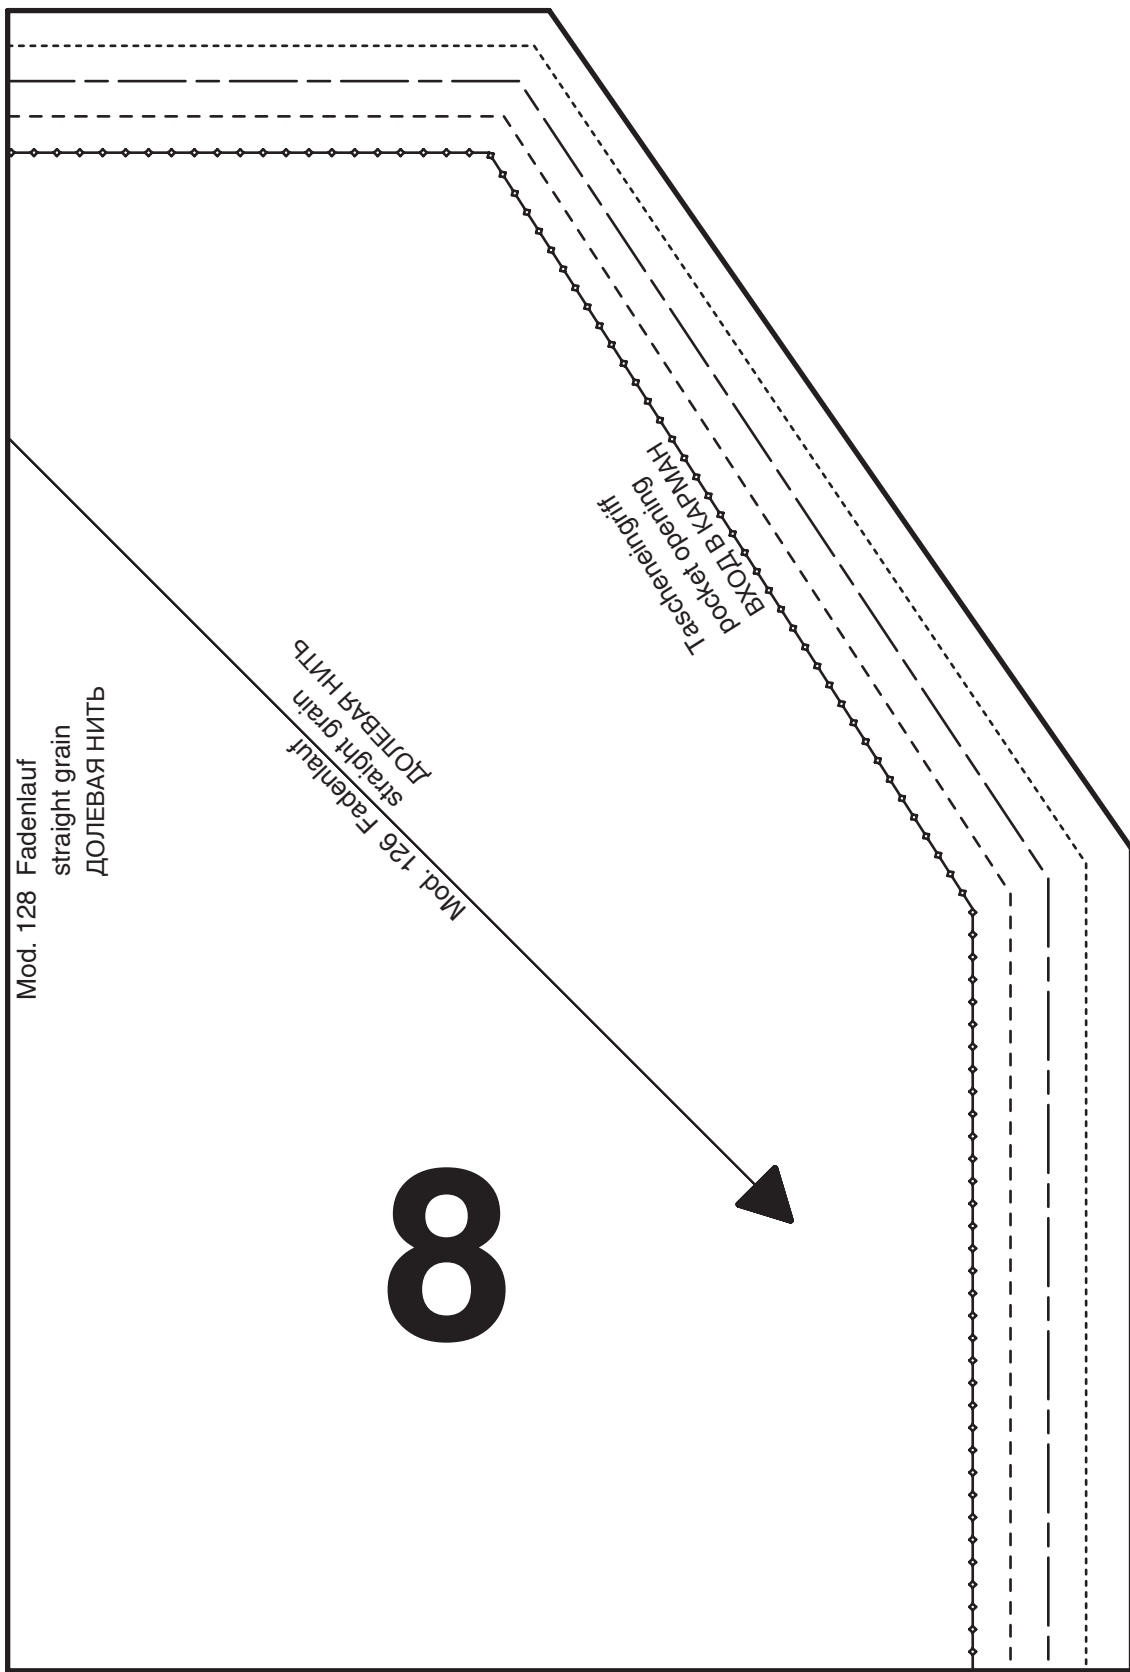 Mod. 128 Fadenlauf
straight grain
ДОЛЕВАЯ НИТЬ
Mod. 126 Fadenlauf
straight grain
ДОЛЕВАЯ НИТЬ
Tascheneingriff
pocket opening
ВХОД В КАРМАН
8